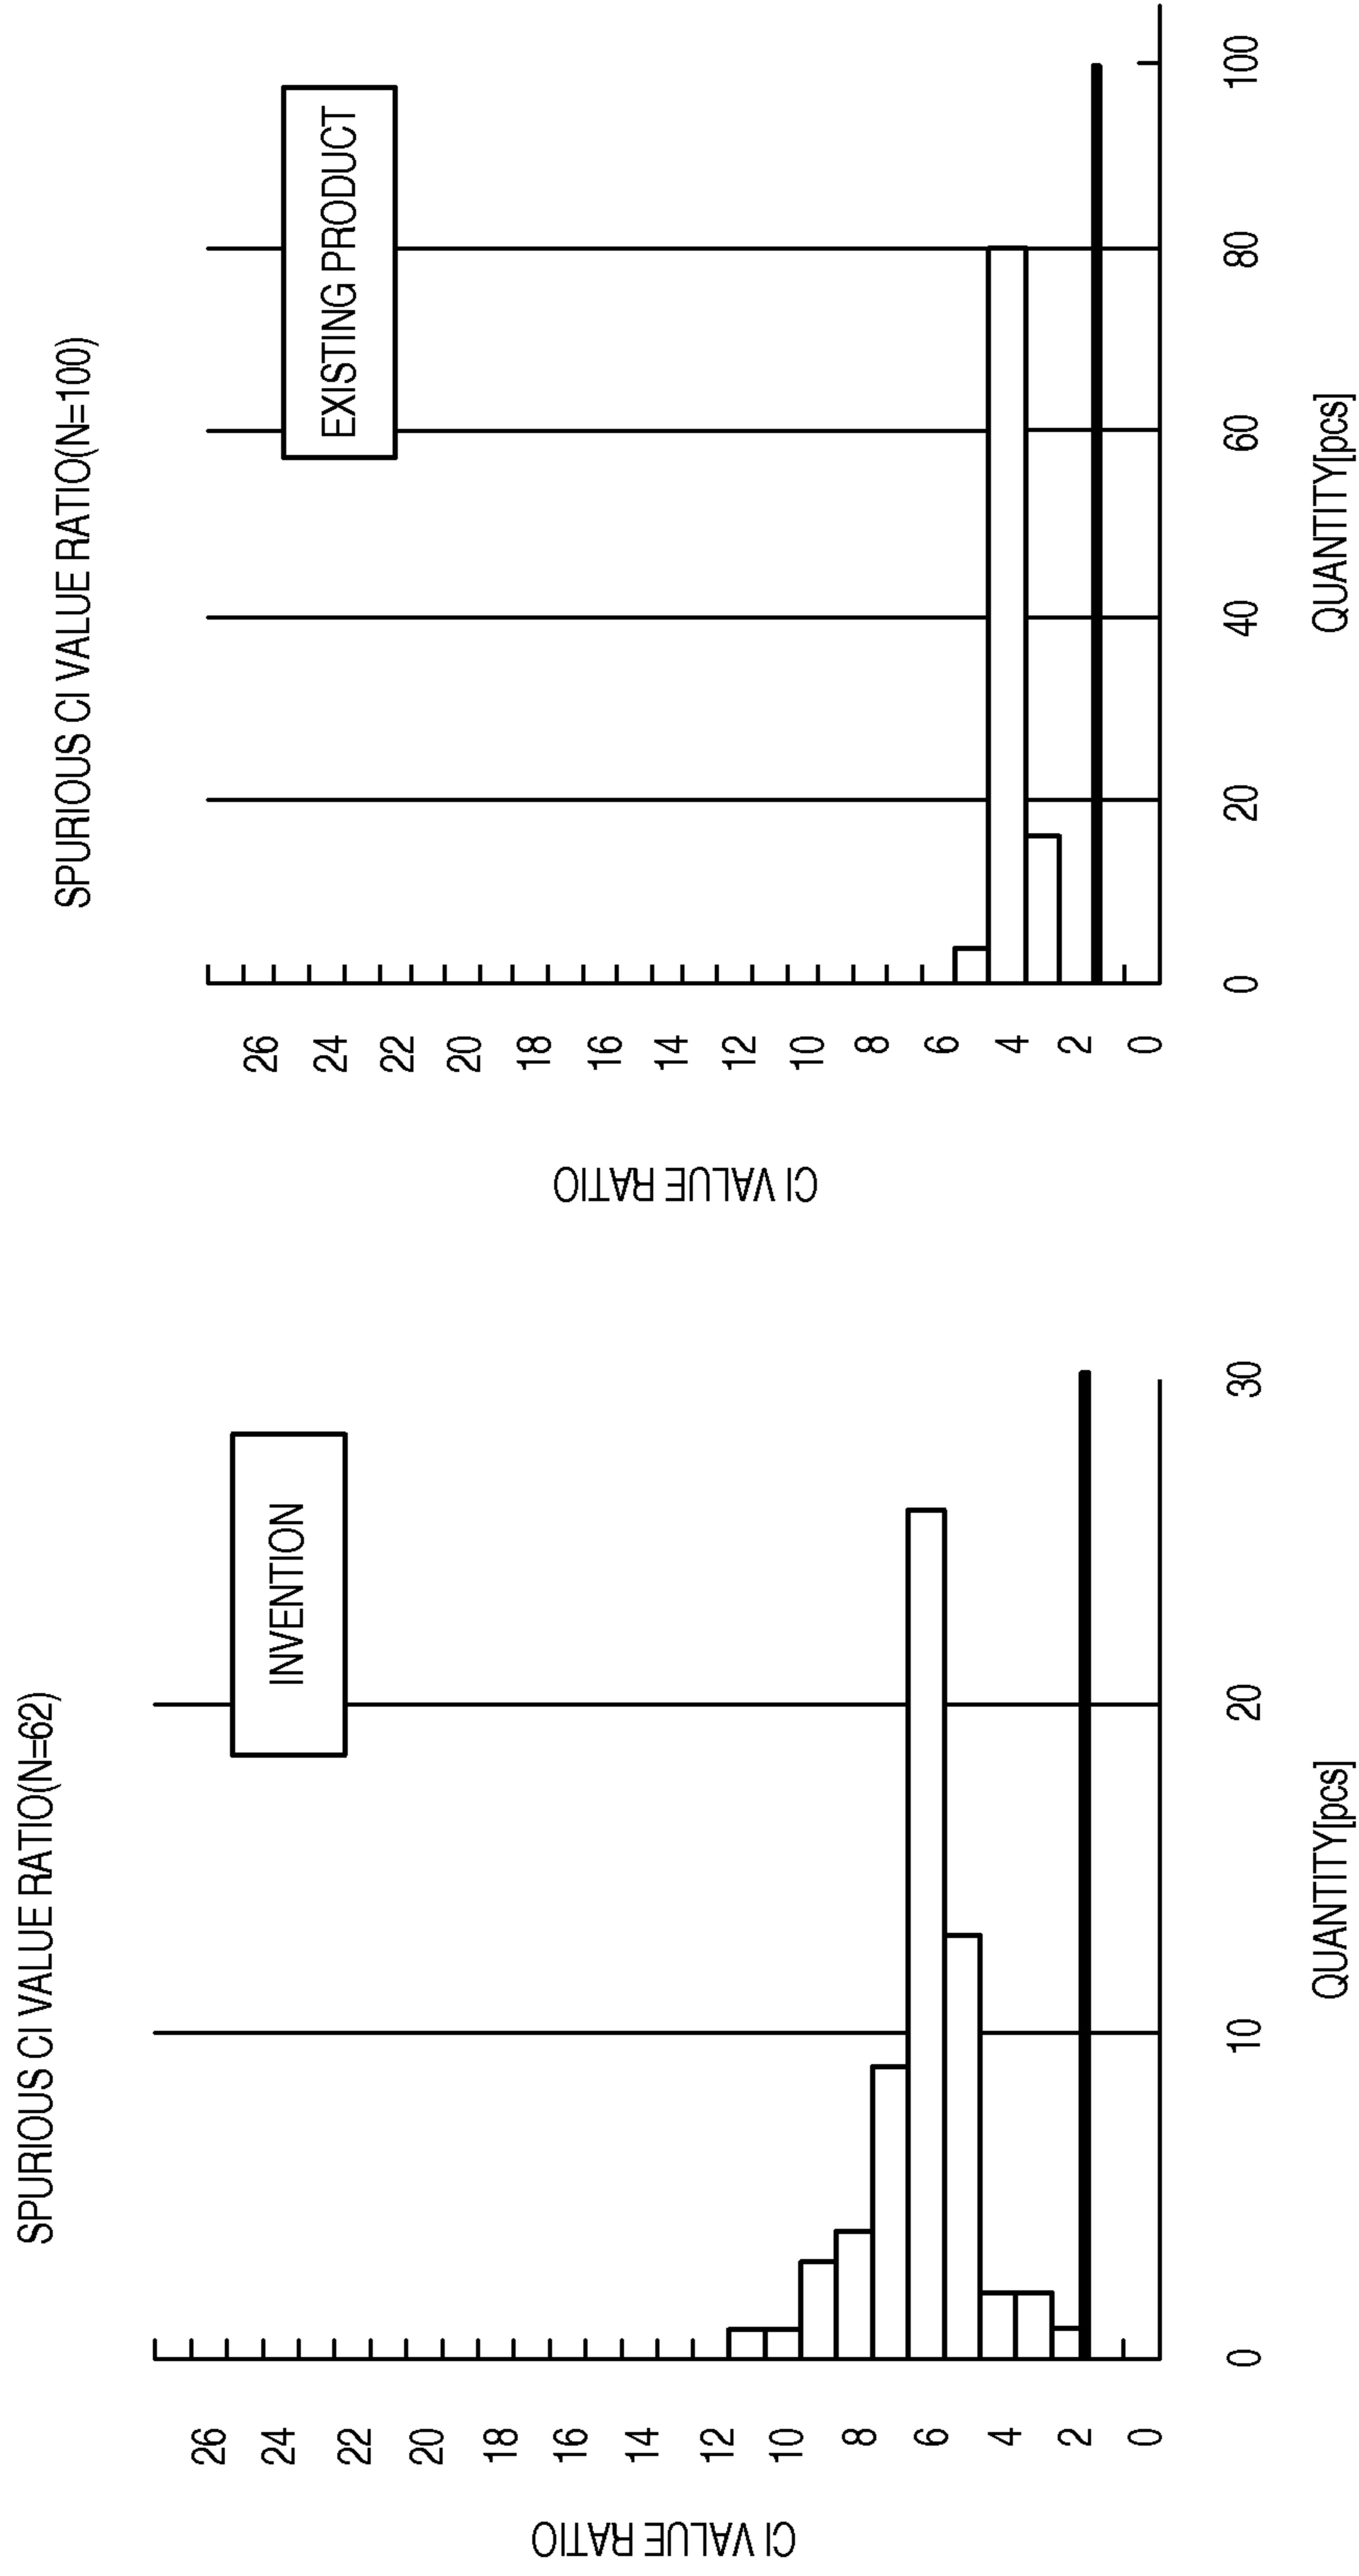 SPURIOUS CI VALUE RATIO(N=62)
INVENTION
CI VALUE RATIO
26
24
22
20
18
16
14
12
10
8
6
4
2
0
0 10 20 30
QUANTITY[pcs]
SPURIOUS CI VALUE RATIO(N=100)
EXISTING PRODUCT
CI VALUE RATIO
26
24
22
20
18
16
14
12
10
8
6
4
2
0
0 20 40 60 80 100
QUANTITY[pcs]